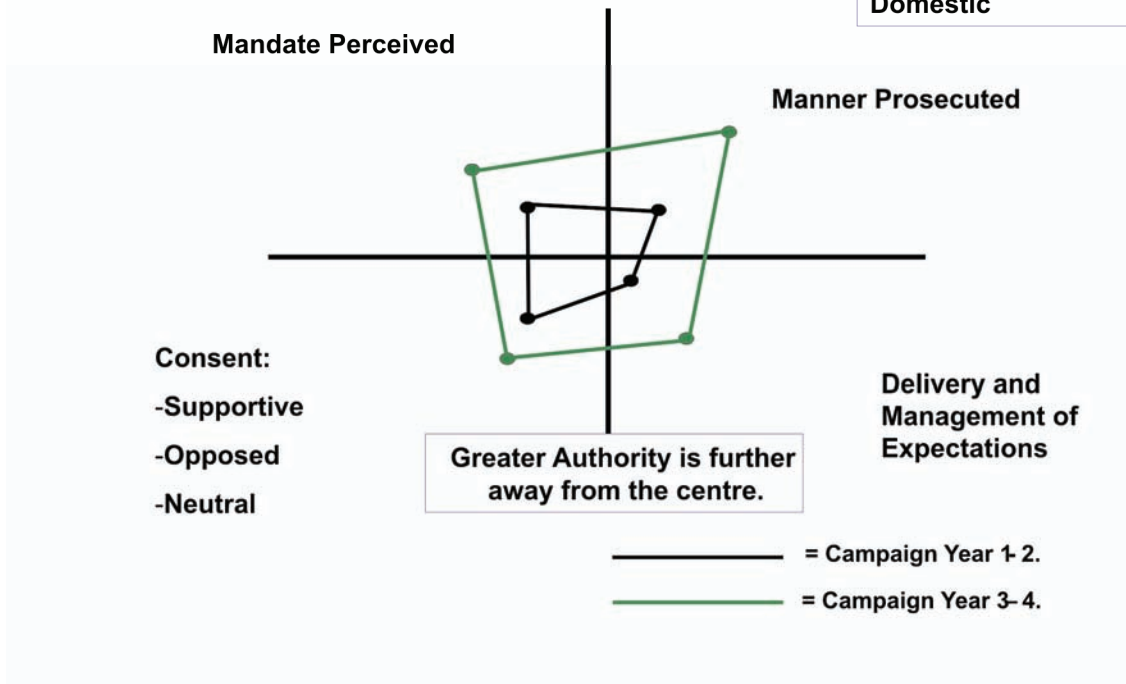 Domestic
Mandate Perceived
Manner Prosecuted
Consent:
-Supportive
-Opposed
-Neutral
Delivery and
Management of
Expectations
Greater Authority is further
away from the centre.
= Campaign Year 1-2.
= Campaign Year 3-4.